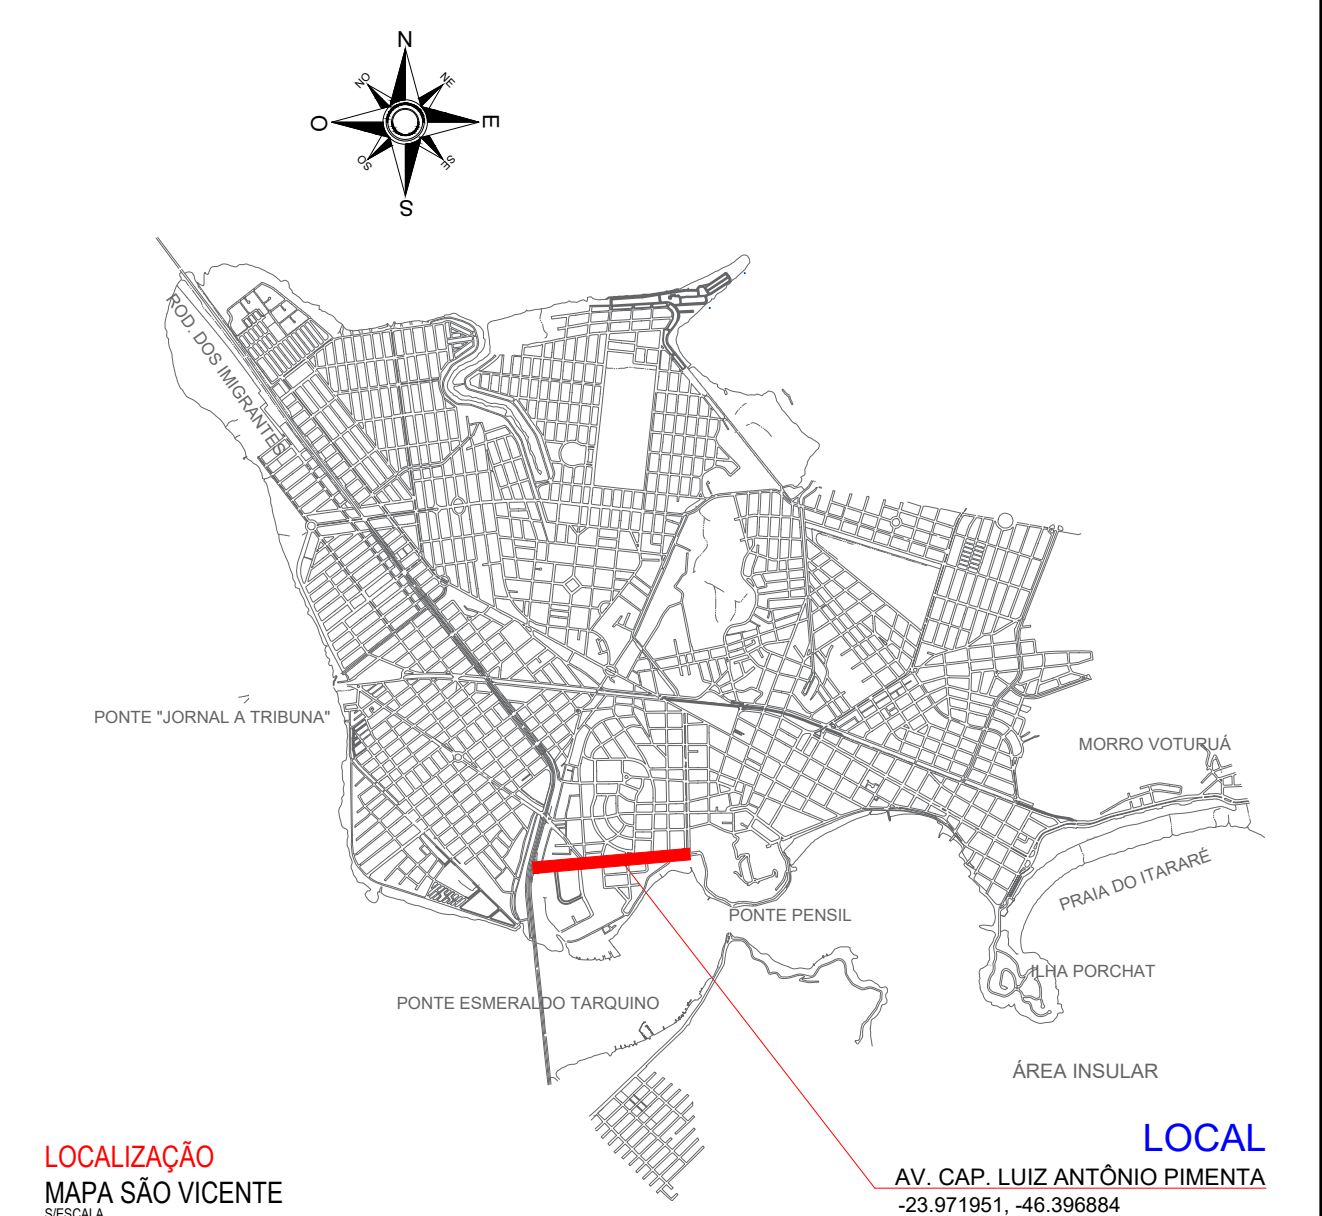 N
NO
NE
O
E
SO
SE
S
ROD. DOS IMIGRANTES
PONTE "JORNAL A TRIBUNA"
MORRO VOTURUÁ
PRAIA DO ITARARÉ
PONTE PENSIL
ILHA PORCHAT
PONTE ESMERALDO TARQUINO
ÁREA INSULAR
LOCAL
LOCALIZAÇÃO
AV. CAP. LUIZ ANTÔNIO PIMENTA
MAPA SÃO VICENTE
-23.971951, -46.396884
S/ESCALA